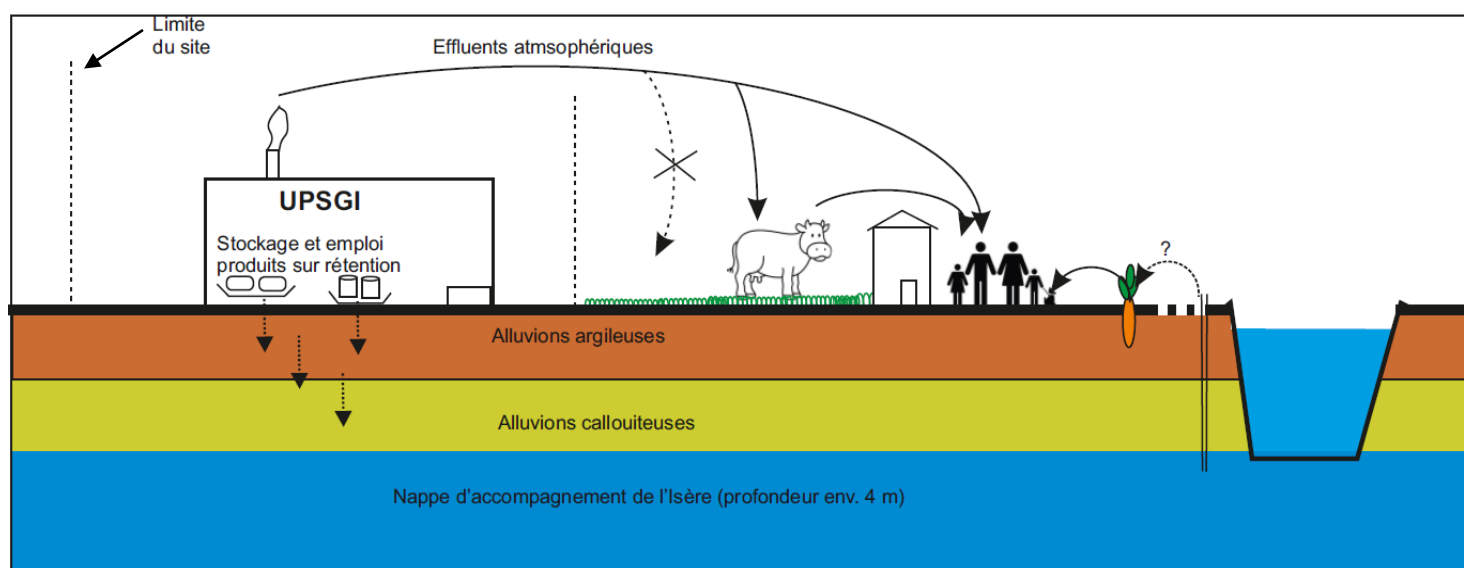 Limite
du site
Effluents atmsophériques
UPSGI
Stockage et emploi
produits sur rétention
?
Alluvions argileuses
Alluvions callouiteuses
Nappe d'accompagnement de l'Isère (profondeur env. 4 m)